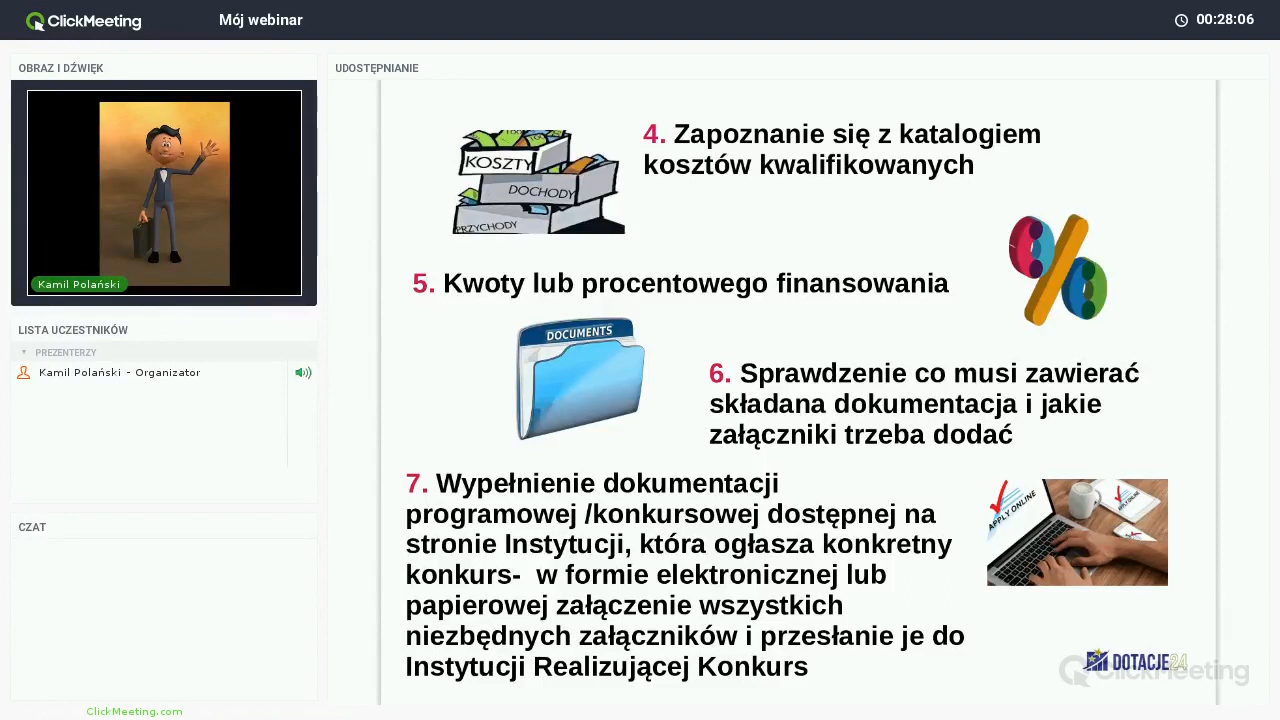 ClickMeeting
Mój webinar
00:28:06
OBRAZ I DŹWIĘK
Kamil Polański
LISTA UCZESTNIKÓW
PREZENTERZY
Kamil Polański - Organizator
CZAT
ClickMeeting.com
UDOSTĘPNIANIE
KOSZTY
DOCHODY
PRZYCHODY
4. Zapoznanie się z katalogiem
kosztów kwalifikowanych
5. Kwoty lub procentowego finansowania
DOCUMENTS
6. Sprawdzenie co musi zawierać
składana dokumentacja i jakie
załączniki trzeba dodać
7. Wypełnienie dokumentacji
programowej /konkursowej dostępnej na
stronie Instytucji, która ogłasza konkretny
konkurs-  w formie elektronicznej lub
papierowej załączenie wszystkich
niezbędnych załączników i przesłanie je do
Instytucji Realizującej Konkurs
APPLY ONLINE
DOTACJE24
ClickMeeting